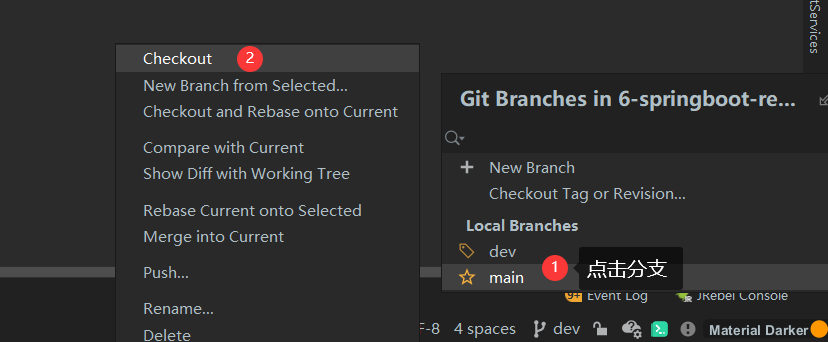 tServices
Checkout 2
New Branch from Selected...
Checkout and Rebase onto Current
Compare with Current
Show Diff with Working Tree
Rebase Current onto Selected
Merge into Current
Push...
Rename...
Delete
Git Branches in 6-springboot-re...
New Branch
Checkout Tag or Revision...
Local Branches
dev
main 1 点击分支
9+ Event Log JRebel Console
F-8 4 spaces dev Material Darker